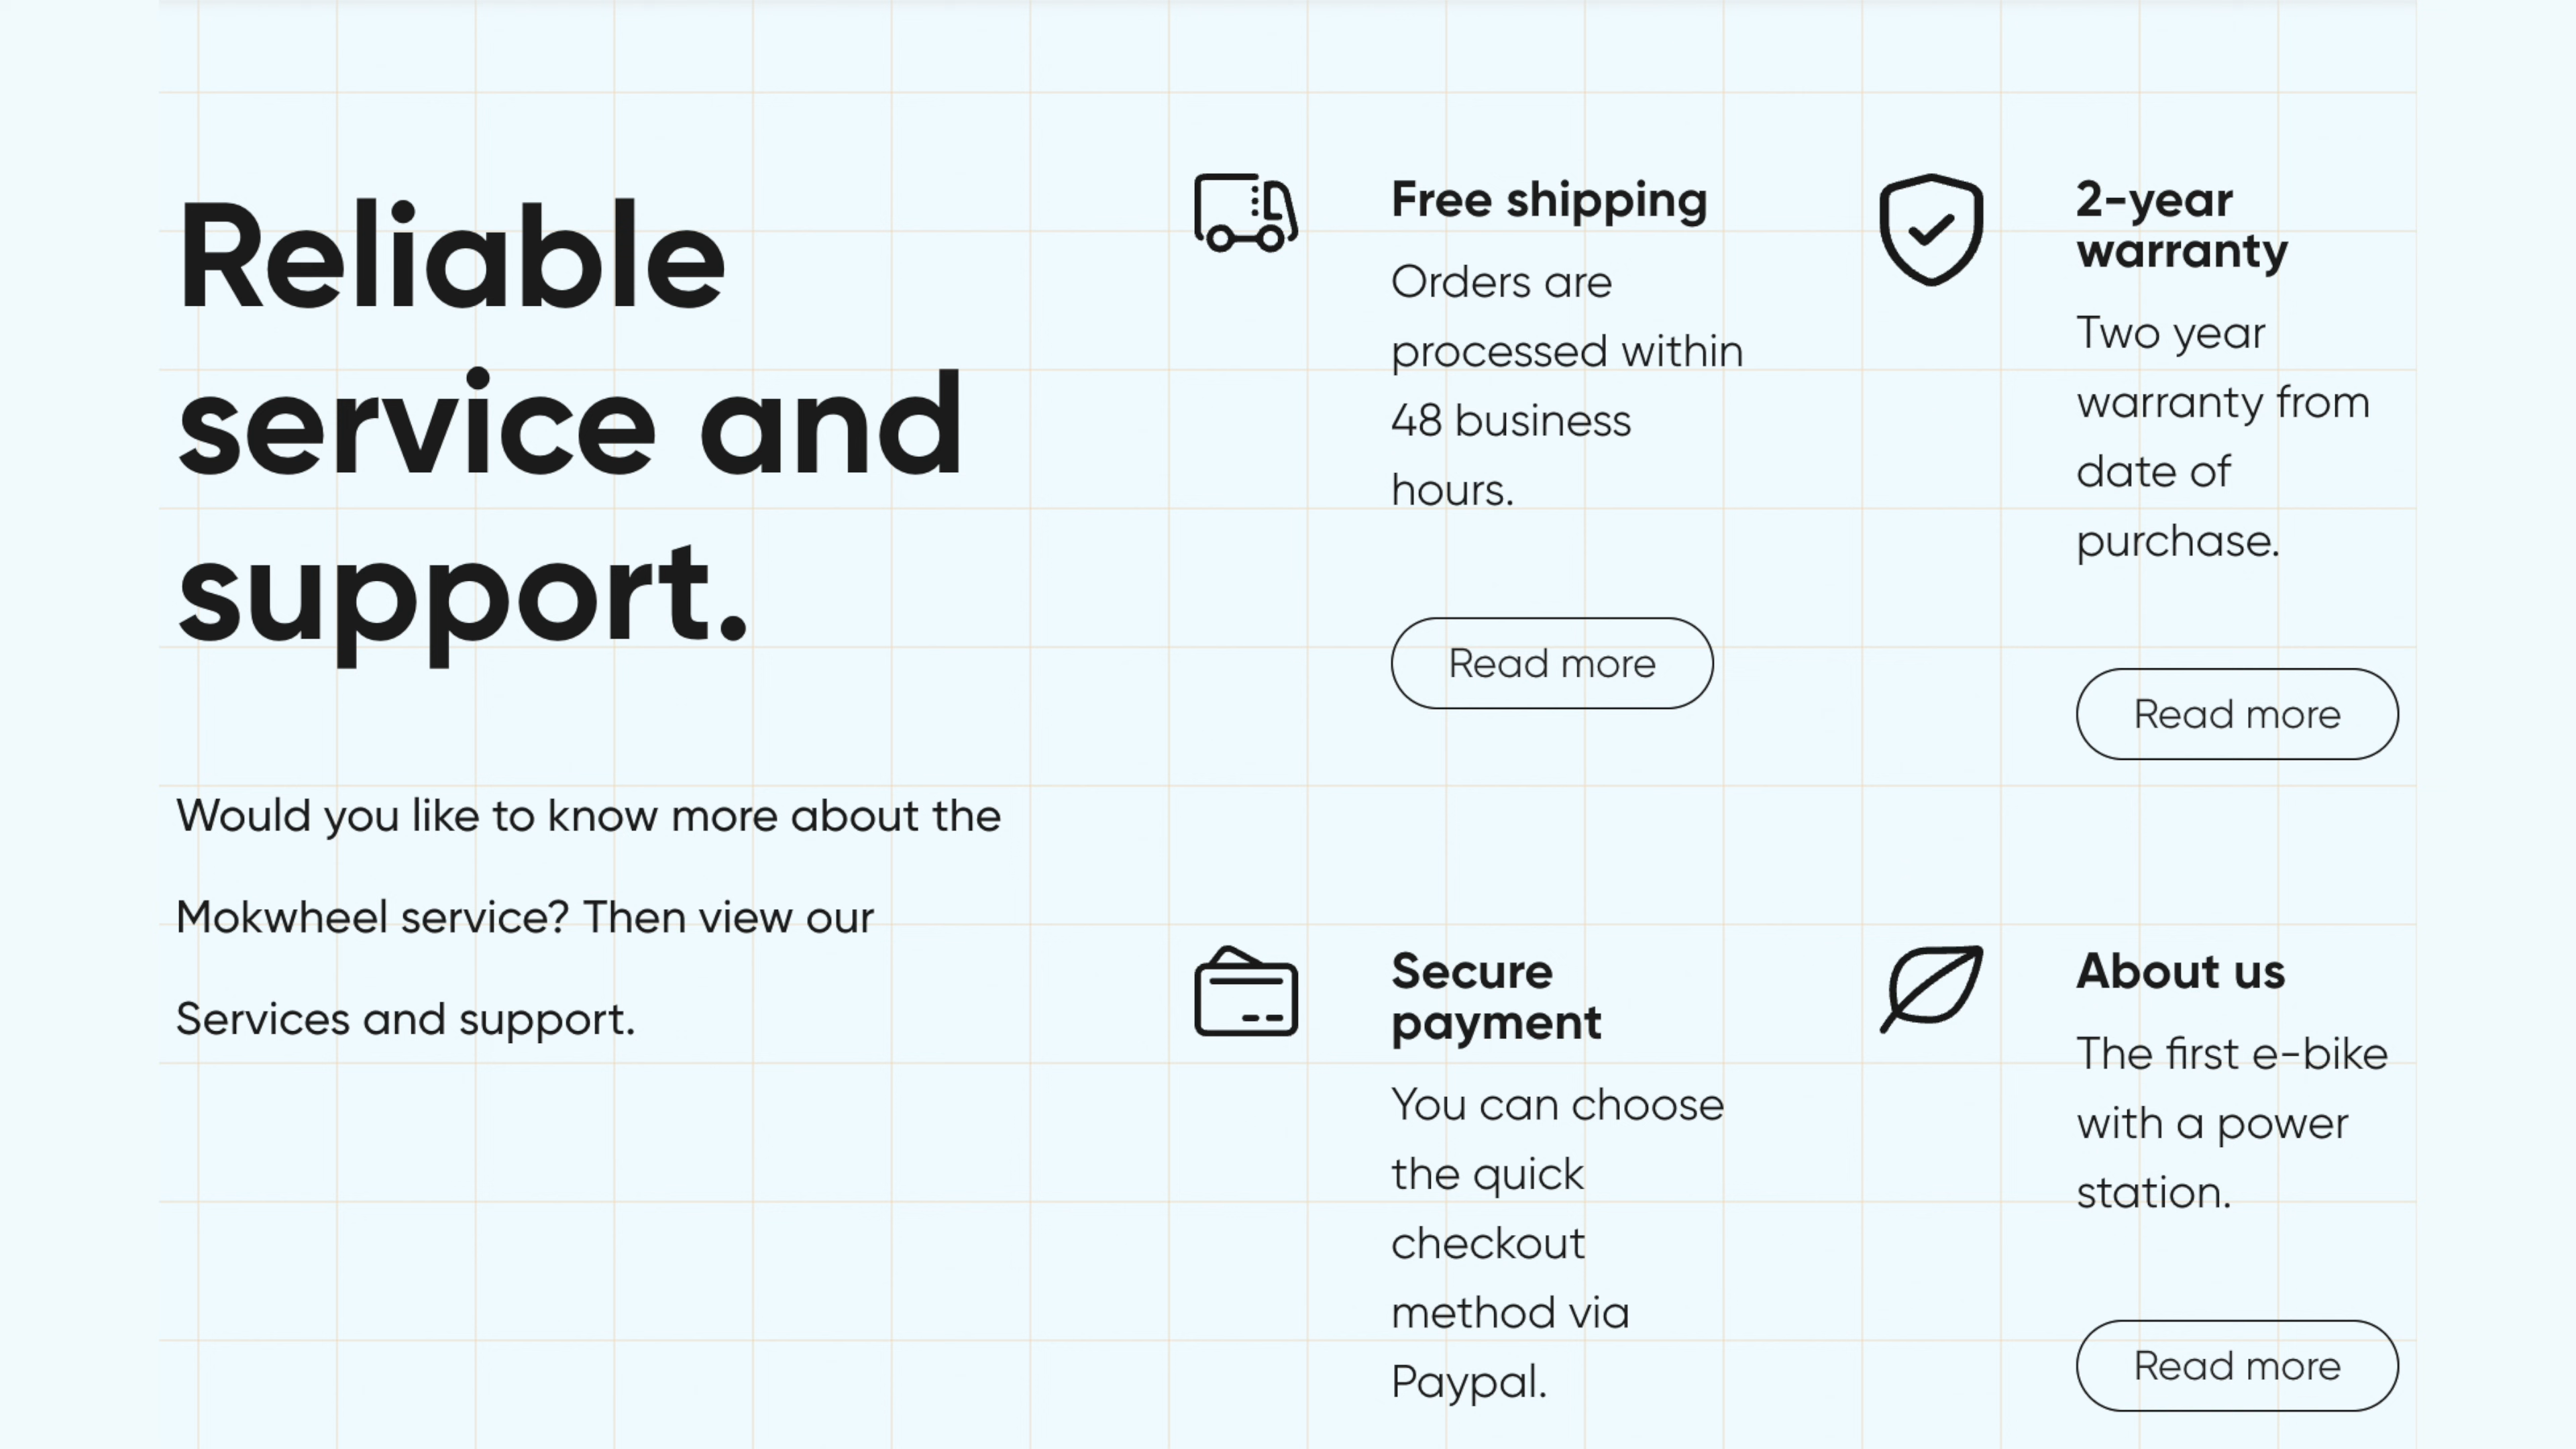 Reliable
service and
support.
Would you like to know more about the
Mokwheel service? Then view our
Services and support.
Free shipping
Orders are
processed within
48 business
hours.
Read more
2-year
warranty
Two year
warranty from
date of
purchase.
Read more
Secure
payment
You can choose
the quick
checkout
method via
Paypal.
About us
The first e-bike
with a power
station.
Read more